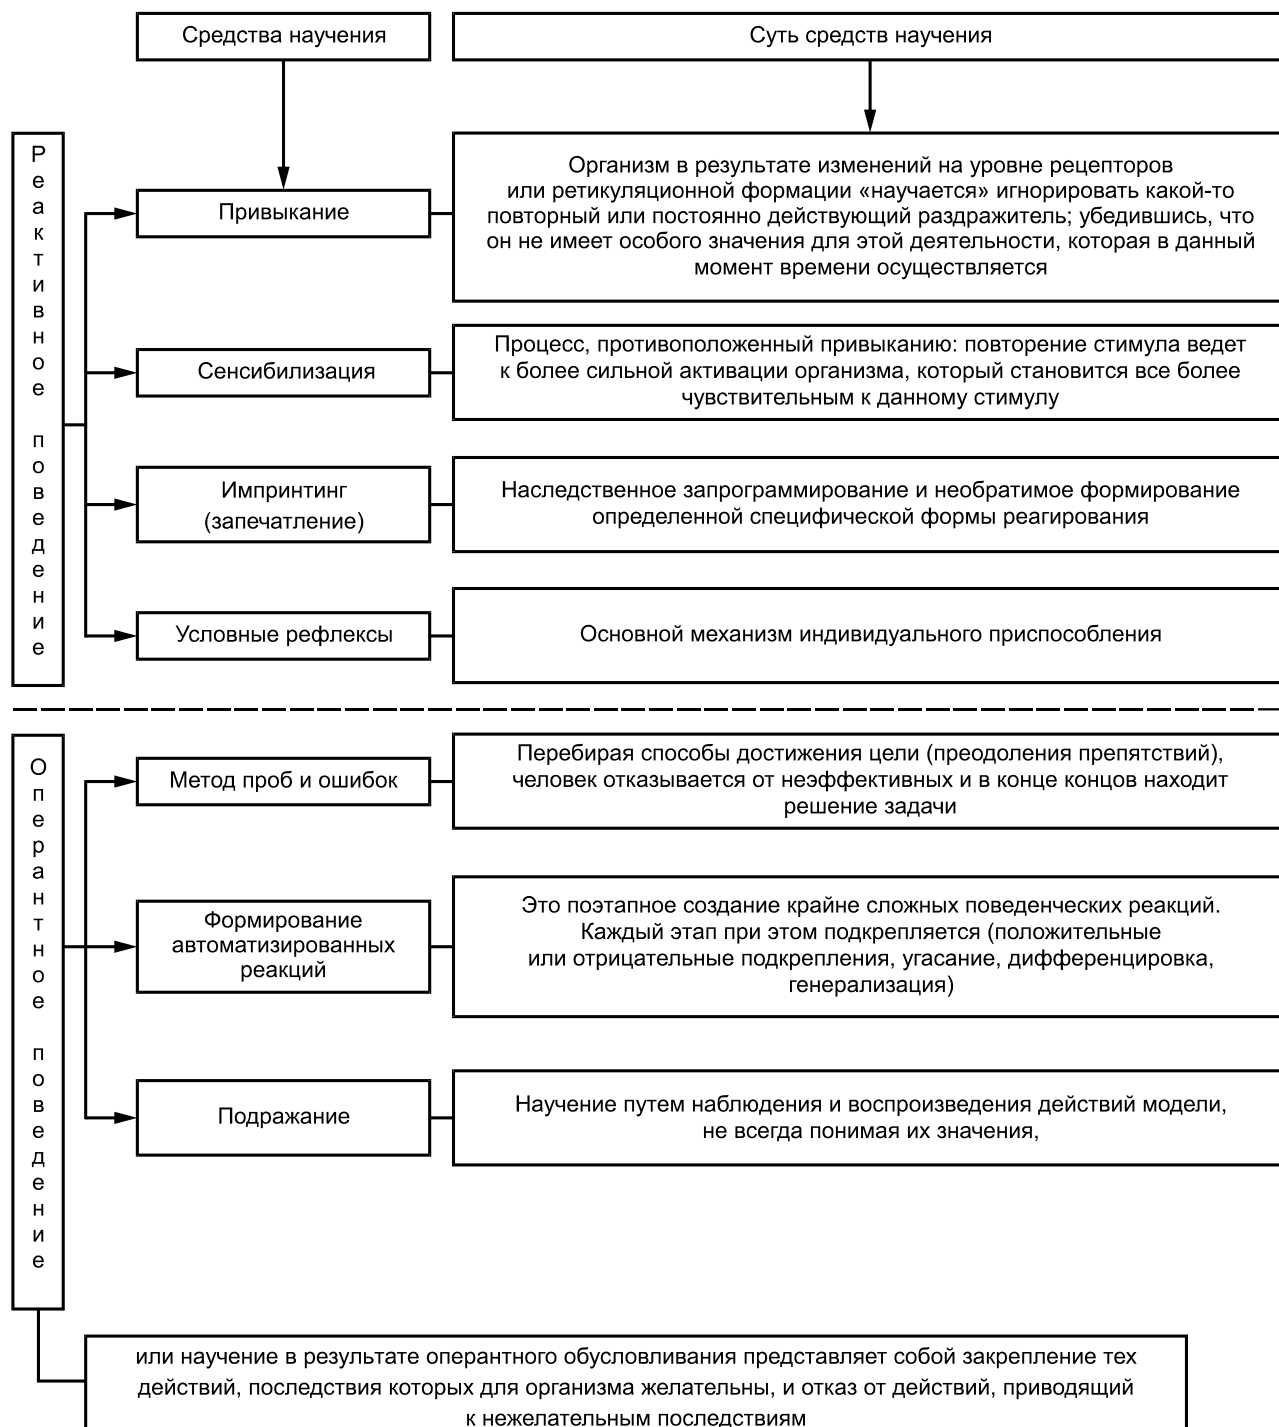 Средства научения
Суть средств научения
Реактивное поведение
Привыкание
Организм в результате изменений на уровне рецепторов
или ретикуляционной формации «научается» игнорировать какой-то
повторный или постоянно действующий раздражитель; убедившись, что
он не имеет особого значения для этой деятельности, которая в данный
момент времени осуществляется
Сенсибилизация
Процесс, противоположенный привыканию: повторение стимула ведет
к более сильной активации организма, который становится все более
чувствительным к данному стимулу
Импринтинг
(запечатление)
Наследственное запрограммирование и необратимое формирование
определенной специфической формы реагирования
Условные рефлексы
Основной механизм индивидуального приспособления
Оперантное поведение
Метод проб и ошибок
Перебирая способы достижения цели (преодоления препятствий),
человек отказывается от неэффективных и в конце концов находит
решение задачи
Формирование
автоматизированных
реакций
Это поэтапное создание крайне сложных поведенческих реакций.
Каждый этап при этом подкрепляется (положительные
или отрицательные подкрепления, угасание, дифференцировка,
генерализация)
Подражание
Научение путем наблюдения и воспроизведения действий модели,
не всегда понимая их значения,
или научение в результате оперантного обусловливания представляет собой закрепление тех
действий, последствия которых для организма желательны, и отказ от действий, приводящий
к нежелательным последствиям